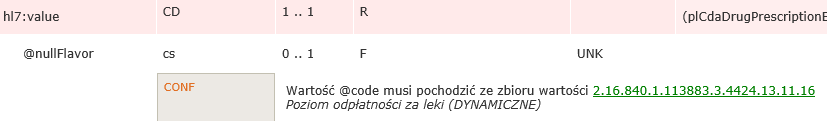 hl7:value CD 1 .. 1 R (plCdaDrugPrescriptionE
@nullFlavor cs 0 .. 1 F UNK
CONF Wartość @code musi pochodzić ze zbioru wartości 2.16.840.1.113883.3.4424.13.11.16
Poziom odpłatności za leki (DYNAMICZNE)